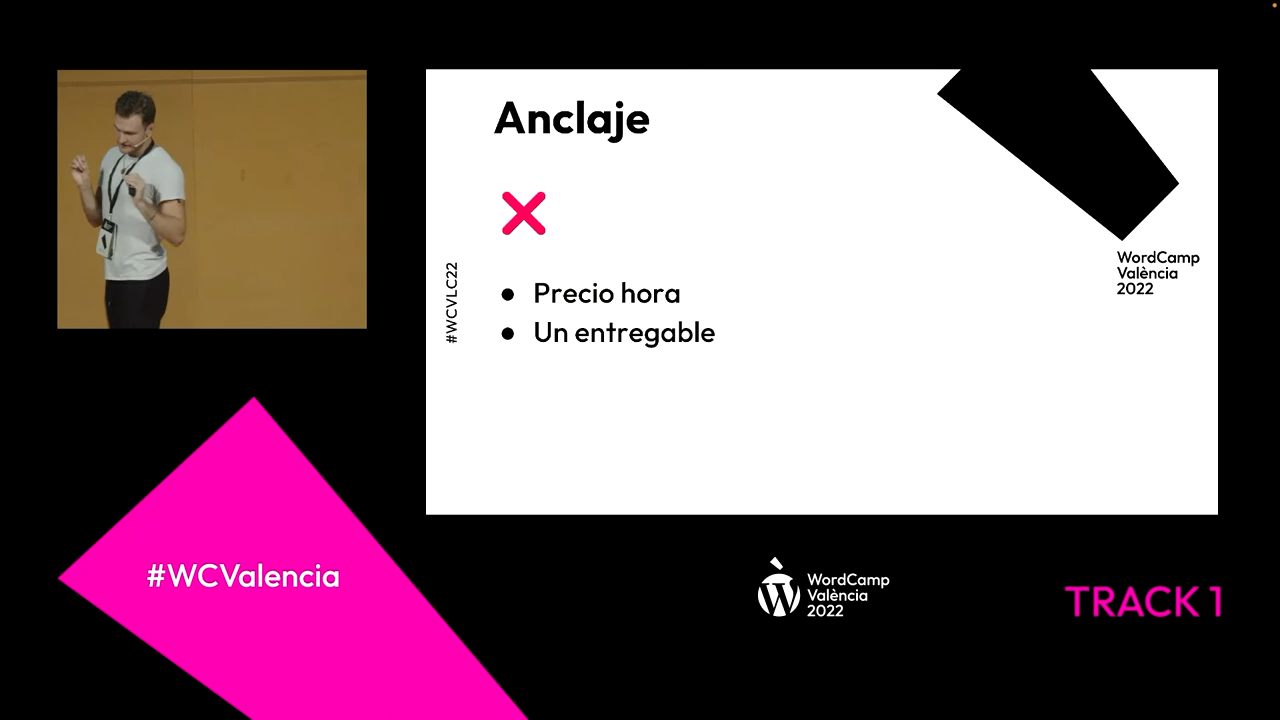 Anclaje
Precio hora
Un entregable
#WCVLC22
WordCamp
València
2022
#WCValencia
WordCamp
València
2022
TRACK 1